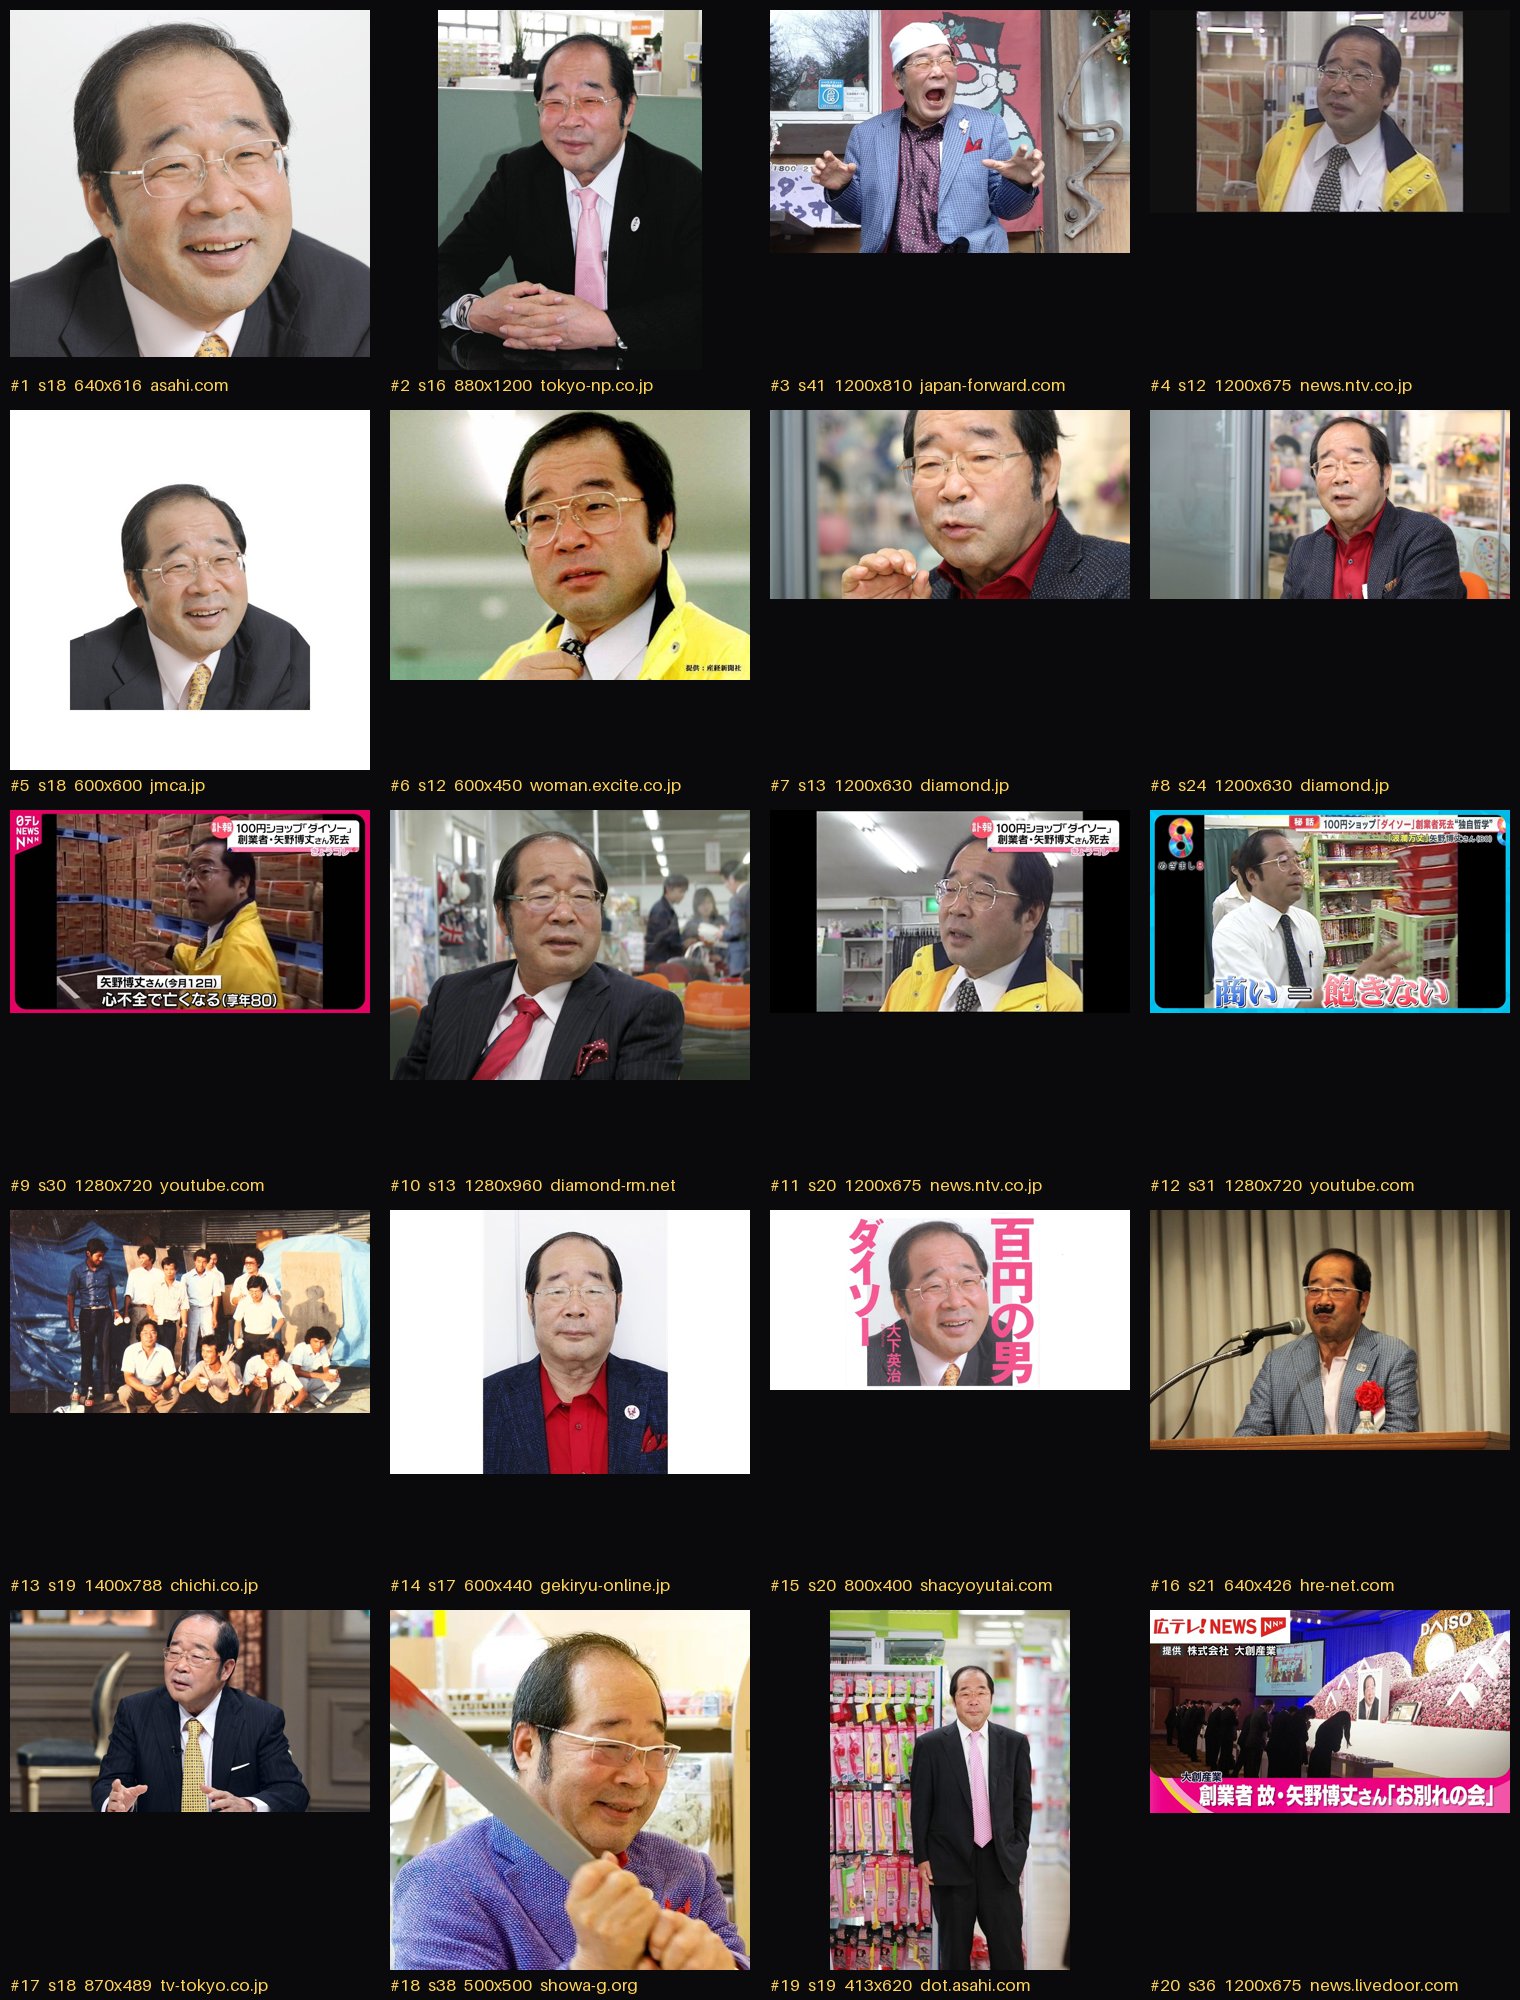 200~
#1 s18 640x616 asahi.com
#2 s16 880x1200 tokyo-np.co.jp
#3 s41 1200x810 japan-forward.com
#4 s12 1200x675 news.ntv.co.jp
提供：産経新聞社
#5 s18 600x600 jmca.jp
#6 s12 600x450 woman.excite.co.jp
#7 s13 1200x630 diamond.jp
#8 s24 1200x630 diamond.jp
日テレ
NEWS
NNN
訃報
100円ショップ「ダイソー」
創業者・矢野博丈さん死去
矢野博丈さん(今月12日)
心不全で亡くなる(享年80)
訃報
100円ショップ「ダイソー」
創業者・矢野博丈さん死去
8
めざまし8
秘話
100円ショップ「ダイソー」創業者死去"独自哲学"
商い＝飽きない
#9 s30 1280x720 youtube.com
#10 s13 1280x960 diamond-rm.net
#11 s20 1200x675 news.ntv.co.jp
#12 s31 1280x720 youtube.com
百円の男
ダイソー
大下英治
#13 s19 1400x788 chichi.co.jp
#14 s17 600x440 gekiryu-online.jp
#15 s20 800x400 shacyoyutai.com
#16 s21 640x426 hre-net.com
広テレ！NEWS NNN
提供 株式会社 大創産業
DAISO
大創産業
創業者 故・矢野博丈さん「お別れの会」
#17 s18 870x489 tv-tokyo.co.jp
#18 s38 500x500 showa-g.org
#19 s19 413x620 dot.asahi.com
#20 s36 1200x675 news.livedoor.com